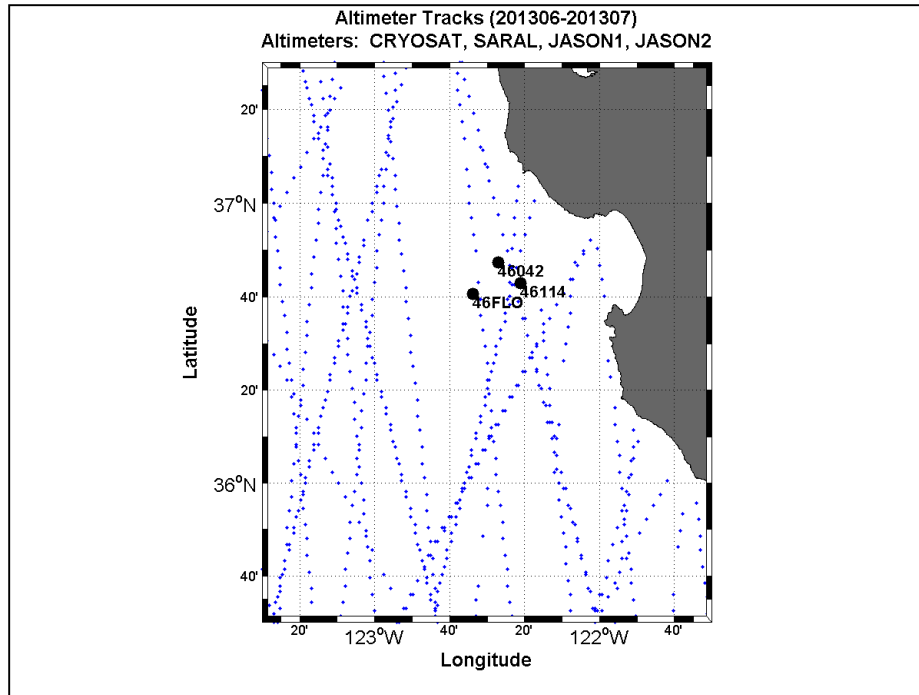 Altimeter Tracks (201306-201307)
Altimeters: CRYOSAT, SARAL, JASON1, JASON2
20'
37°N
46042
46114
40'
46FLO
Latitude
20'
36°N
40'
20' 123°W 40' 20' 122°W 40'
Longitude